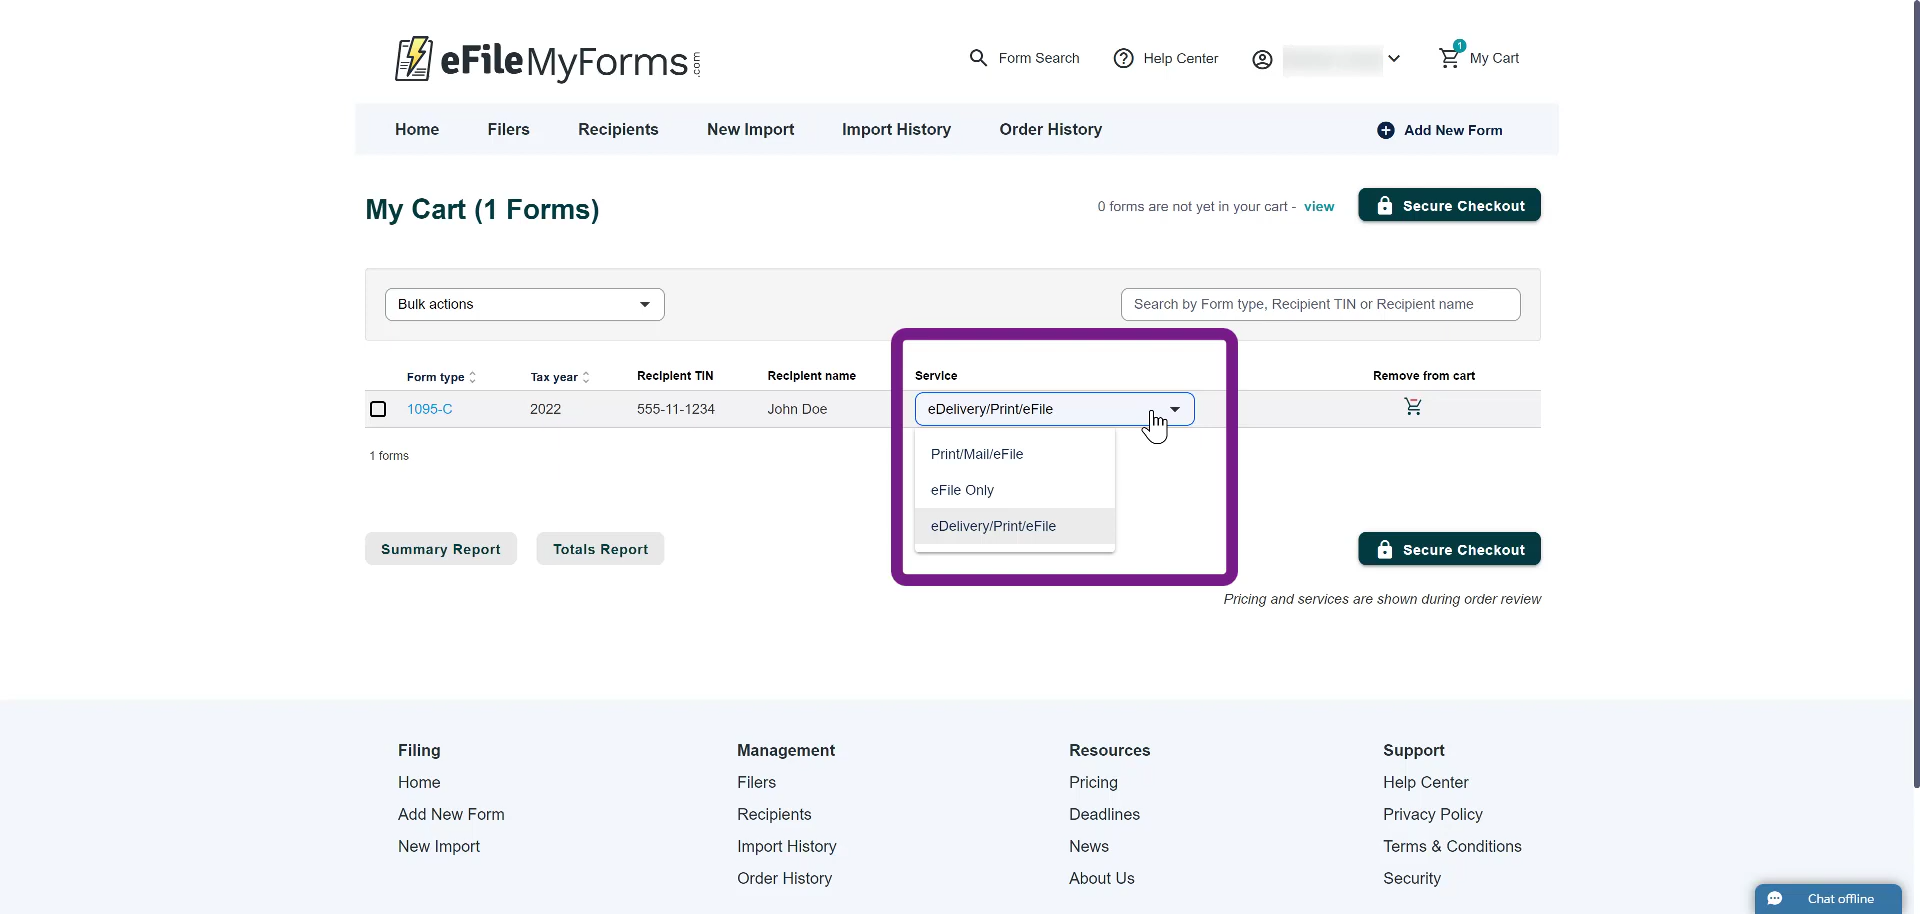 eFileMyForms.com
Form Search
Help Center
1
My Cart
Home Filers Recipients New Import Import History Order History Add New Form
My Cart (1 Forms)
0 forms are not yet in your cart - view
Secure Checkout
Bulk actions
Search by Form type, Recipient TIN or Recipient name
Form type Tax year Recipient TIN Recipient name Service Remove from cart
1095-C 2022 555-11-1234 John Doe eDelivery/Print/eFile
Print/Mail/eFile
eFile Only
eDelivery/Print/eFile
1 forms
Summary Report Totals Report Secure Checkout
Pricing and services are shown during order review
Filing Management Resources Support
Home Filers Pricing Help Center
Add New Form Recipients Deadlines Privacy Policy
New Import Import History News Terms & Conditions
Order History About Us Security
Chat offline